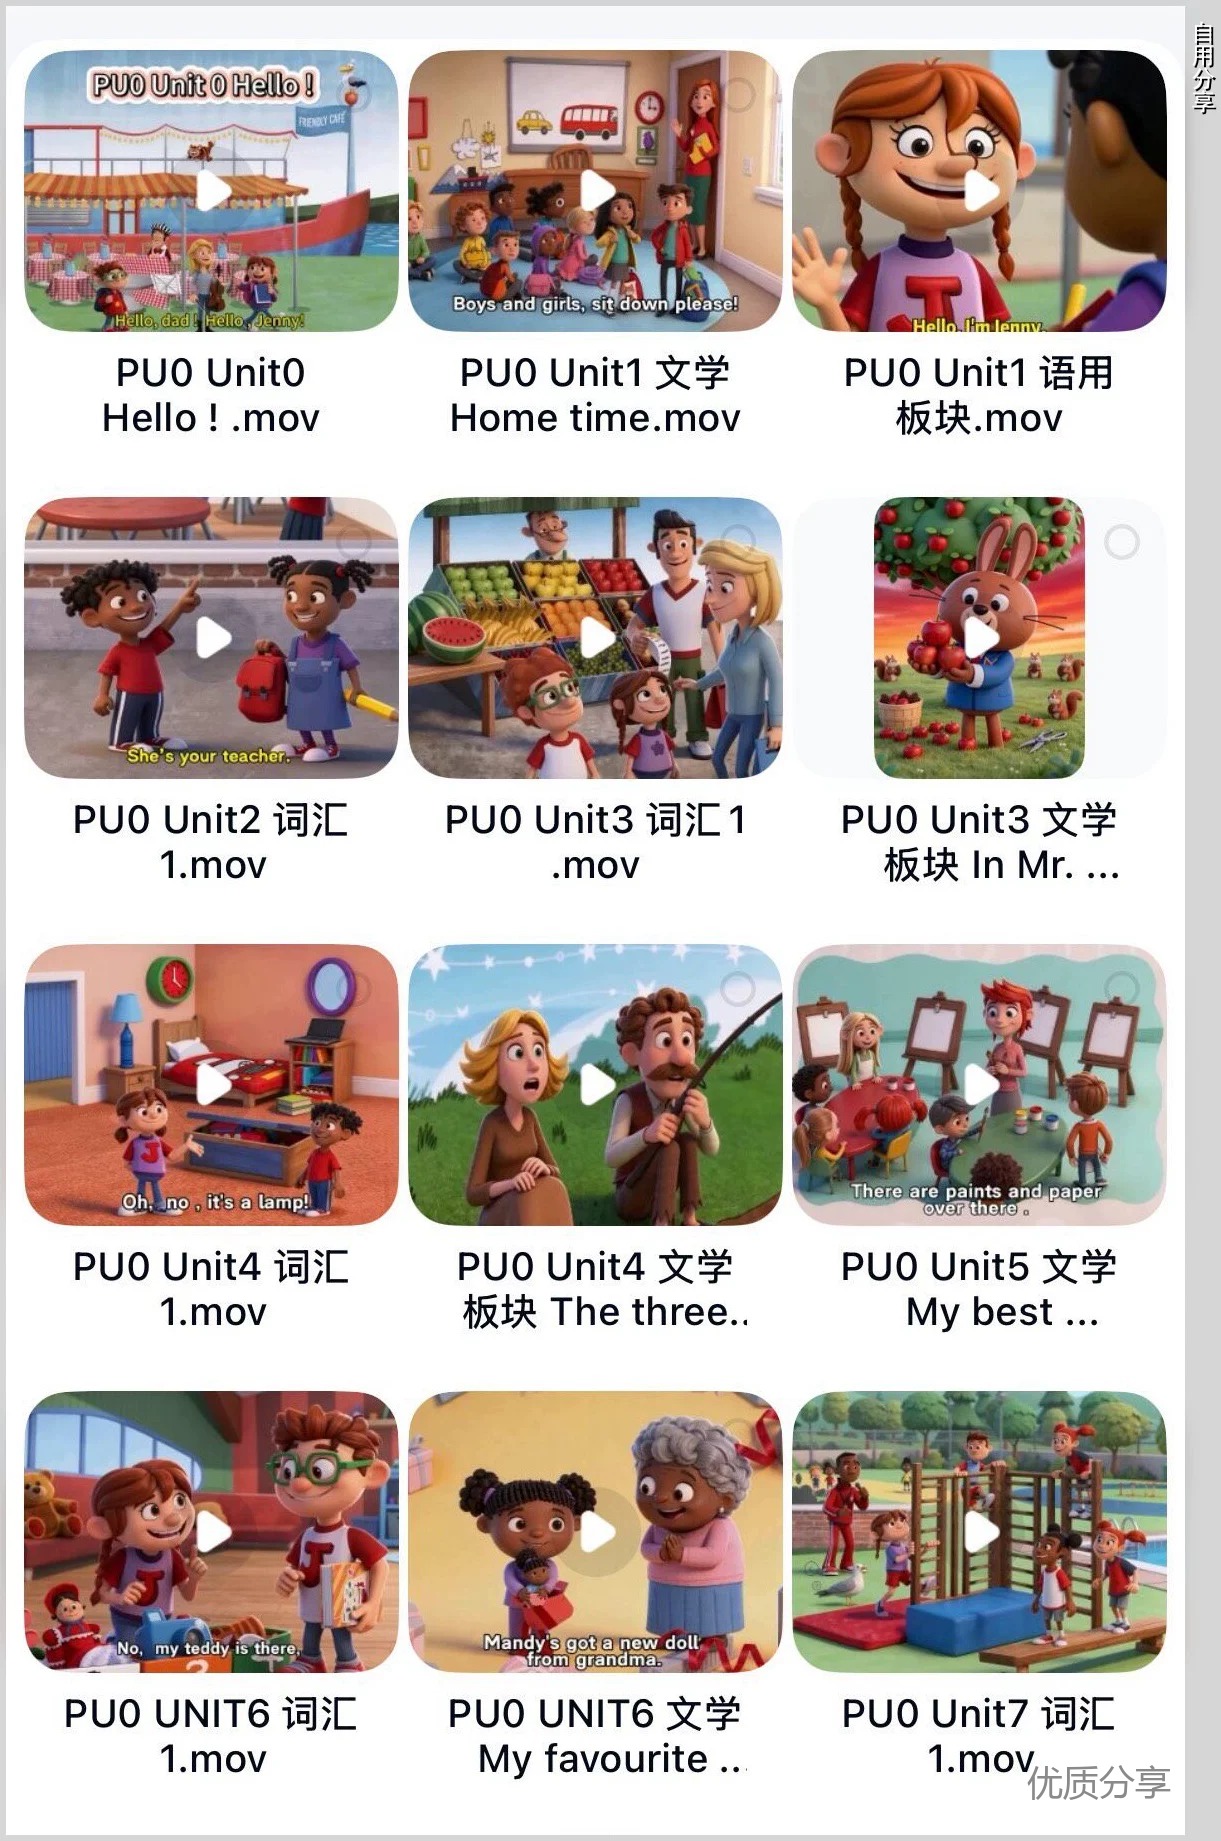 自用分享
PU0 Unit 0 Hello !
FRIENDLY CAFÉ
Hello, dad ! Hello , Jenny!
Boys and girls, sit down please!
Hello, I'm Jenny.
PU0 Unit0
Hello ! .mov
PU0 Unit1 文学
Home time.mov
PU0 Unit1 语用
板块.mov
She's your teacher.
PU0 Unit2 词汇
1.mov
PU0 Unit3 词汇 1
.mov
PU0 Unit3 文学
板块 In Mr. ...
Oh, no , it's a lamp!
There are paints and paper
over there .
PU0 Unit4 词汇
1.mov
PU0 Unit4 文学
板块 The three..
PU0 Unit5 文学
My best ...
No, my teddy is there,
Mandy's got a new doll
from grandma.
PU0 UNIT6 词汇
1.mov
PU0 UNIT6 文学
My favourite ..
PU0 Unit7 词汇
1.mov
优质分享